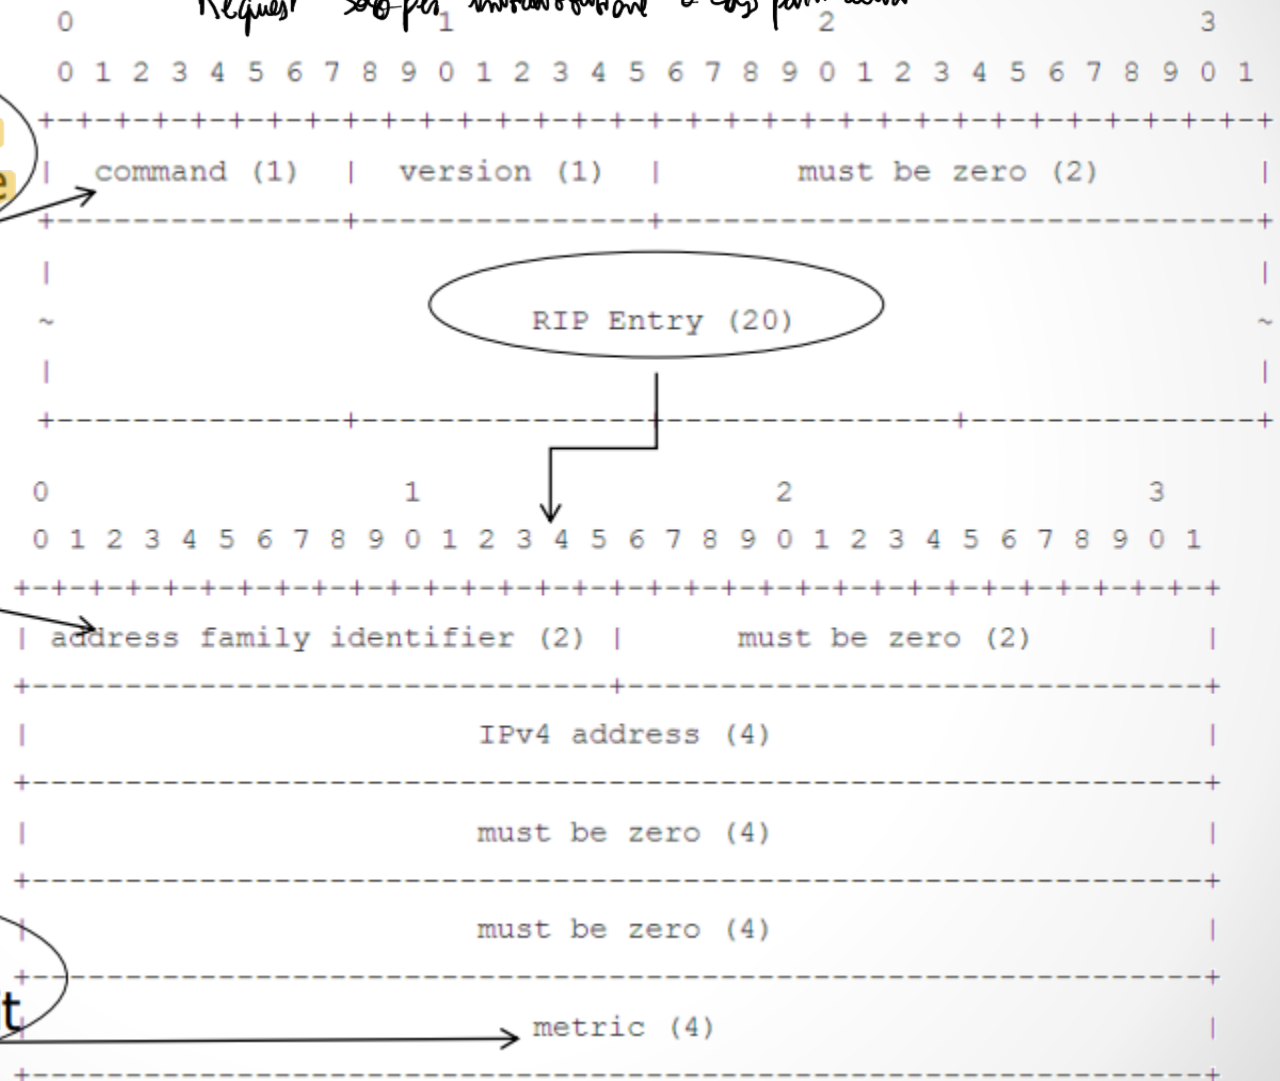 Request
0 1 2 3
0 1 2 3 4 5 6 7 8 9 0 1 2 3 4 5 6 7 8 9 0 1 2 3 4 5 6 7 8 9 0 1
+-+-+-+-+-+-+-+-+-+-+-+-+-+-+-+-+-+-+-+-+-+-+-+-+-+-+-+-+-+-+-+-+
| command (1) | version (1) | must be zero (2) |
+---------------+---------------+-------------------------------+
| |
~ RIP Entry (20) ~
| |
+---------------+---------------+---------------+---------------+
0 1 2 3
0 1 2 3 4 5 6 7 8 9 0 1 2 3 4 5 6 7 8 9 0 1 2 3 4 5 6 7 8 9 0 1
+-+-+-+-+-+-+-+-+-+-+-+-+-+-+-+-+-+-+-+-+-+-+-+-+-+-+-+-+-+-+-+-+
| address family identifier (2) | must be zero (2) |
+-------------------------------+-------------------------------+
| IPv4 address (4) |
+---------------------------------------------------------------+
| must be zero (4) |
+---------------------------------------------------------------+
| must be zero (4) |
+---------------------------------------------------------------+
| metric (4) |
+---------------------------------------------------------------+